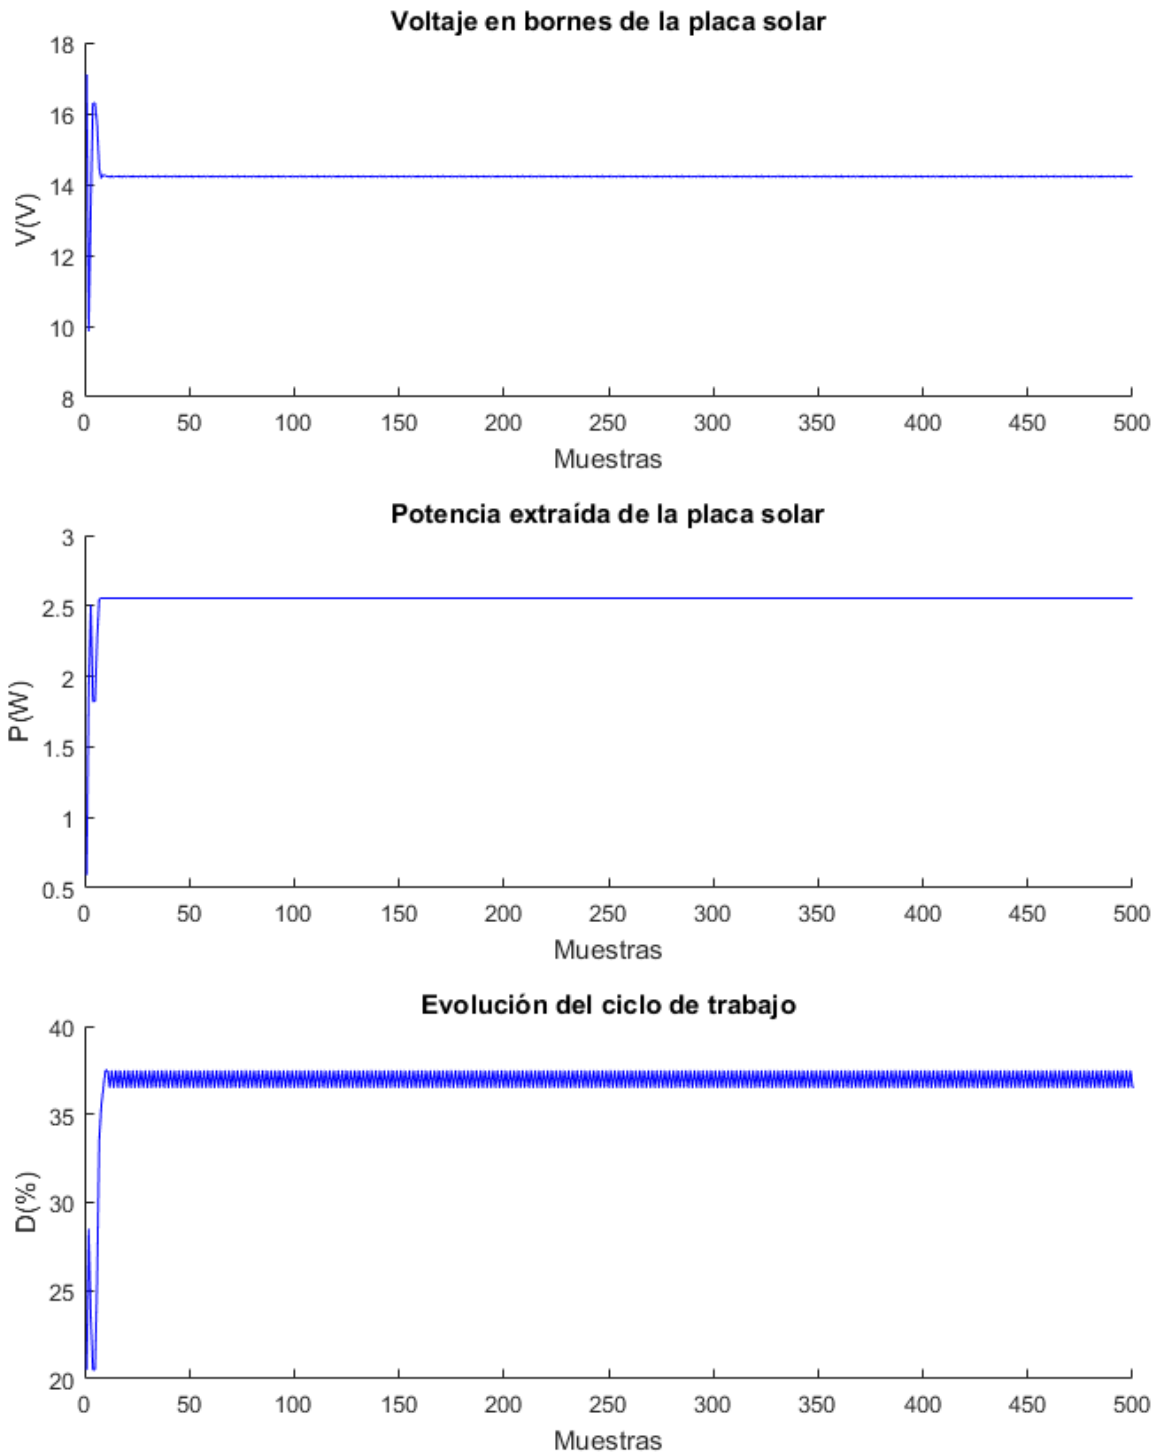 Voltaje en bornes de la placa solar
18
16
14
12
10
8
V(V)
0 50 100 150 200 250 300 350 400 450 500
Muestras
Potencia extraída de la placa solar
3
2.5
2
1.5
1
0.5
P(W)
0 50 100 150 200 250 300 350 400 450 500
Muestras
Evolución del ciclo de trabajo
40
35
30
25
20
D(%)
0 50 100 150 200 250 300 350 400 450 500
Muestras